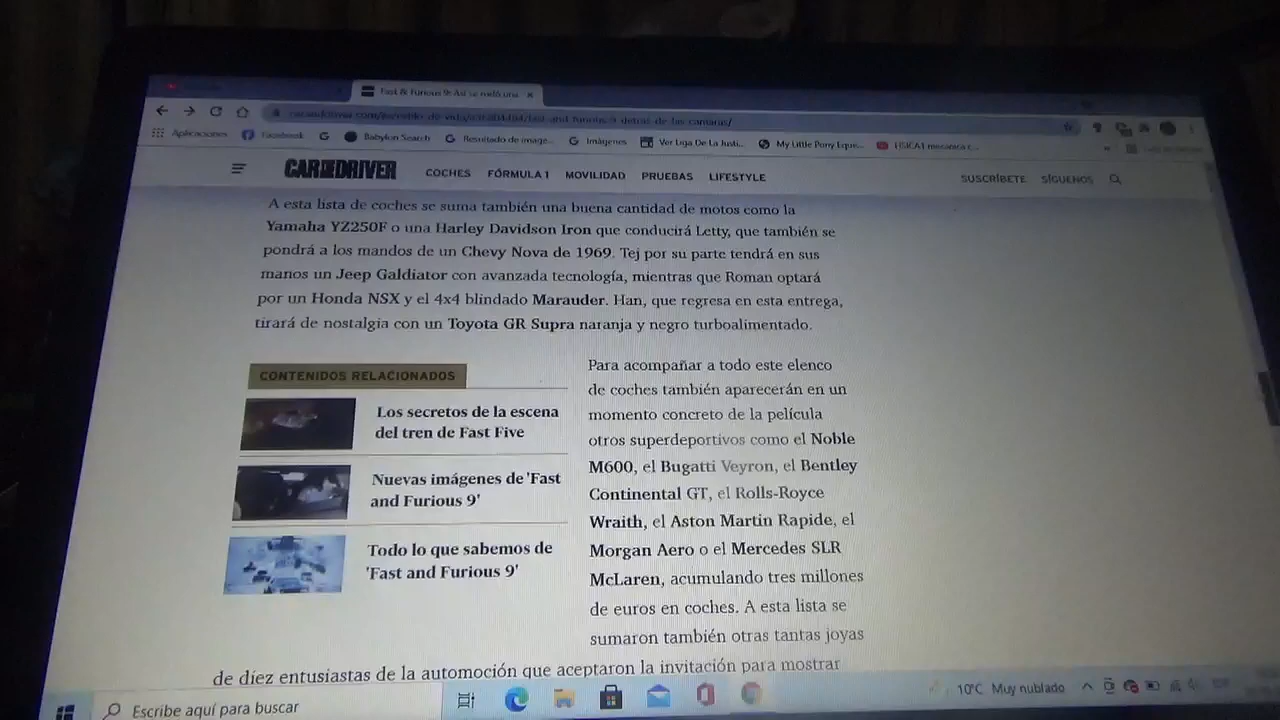 Fast & Furious 9: Así se rodó una
Aplicaciones
Facebook
Babylon Search
Resultado de image...
Imágenes
Ver Liga De La Justi...
My Little Pony Eque...
CAR AND DRIVER
COCHES
FÓRMULA 1
MOVILIDAD
PRUEBAS
LIFESTYLE
SUSCRÍBETE
SÍGUENOS
A esta lista de coches se suma también una buena cantidad de motos como la
Yamaha YZ250F o una Harley Davidson Iron que conducirá Letty, que también se
pondrá a los mandos de un Chevy Nova de 1969. Tej por su parte tendrá en sus
manos un Jeep Galdiator con avanzada tecnología, mientras que Roman optará
por un Honda NSX y el 4x4 blindado Marauder. Han, que regresa en esta entrega,
tirará de nostalgia con un Toyota GR Supra naranja y negro turboalimentado.
CONTENIDOS RELACIONADOS
Los secretos de la escena
del tren de Fast Five
Nuevas imágenes de 'Fast
and Furious 9'
Todo lo que sabemos de
'Fast and Furious 9'
Para acompañar a todo este elenco
de coches también aparecerán en un
momento concreto de la película
otros superdeportivos como el Noble
M600, el Bugatti Veyron, el Bentley
Continental GT, el Rolls-Royce
Wraith, el Aston Martin Rapide, el
Morgan Aero o el Mercedes SLR
McLaren, acumulando tres millones
de euros en coches. A esta lista se
sumaron también otras tantas joyas
de diez entusiastas de la automoción que aceptaron la invitación para mostrar
Escribe aquí para buscar
10°C Muy nublado